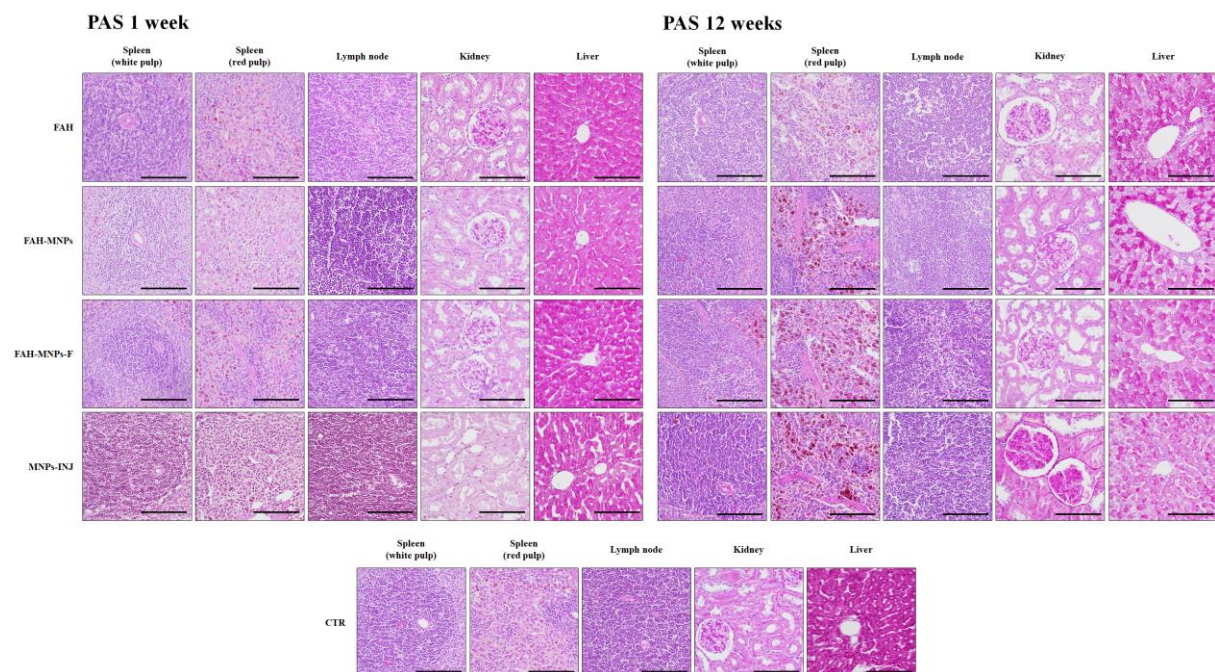 PAS 1 week
Spleen
(white pulp)
Spleen
(red pulp)
Lymph node
Kidney
Liver
FAH
FAH-MNPs
FAH-MNPs-F
MNPs-INJ
PAS 12 weeks
Spleen
(white pulp)
Spleen
(red pulp)
Lymph node
Kidney
Liver
Spleen
(white pulp)
Spleen
(red pulp)
Lymph node
Kidney
Liver
CTR